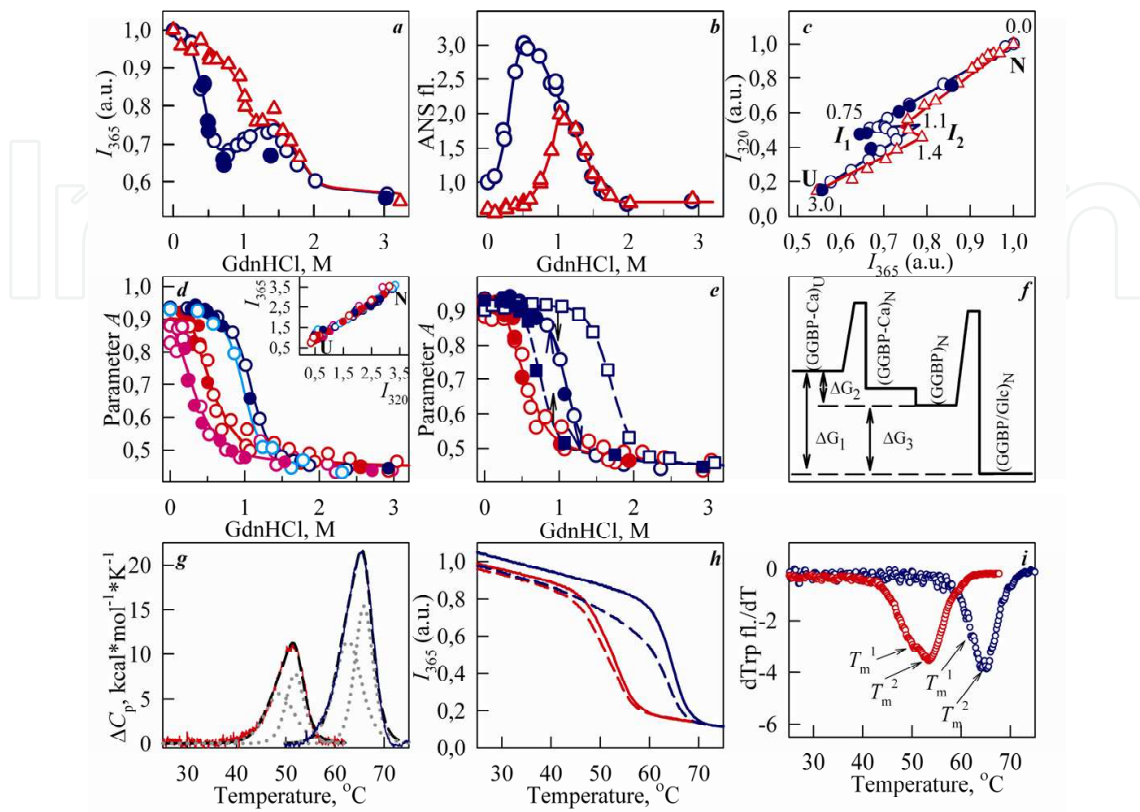 a
1,0
0,9
0,8
0,7
0,6
I365 (a.u.)
0 1 2 3
GdnHCl, M
b
3,0
2,5
2,0
1,5
1,0
ANS fl.
0 1 2 3
GdnHCl, M
c
1,0
0,8
0,6
0,4
0,2
0,0
I320 (a.u.)
0.0
N
0.75
1.1
I1
I2
1.4
U
3.0
0,5 0,6 0,7 0,8 0,9 1,0
I365 (a.u.)
d
1,0
0,9
0,8
0,7
0,6
0,5
Parameter A
I365
3,5
2,5
1,5
0,5
N
U
0,5 1,5 2,5 3,5
I320
0 1 2 3
GdnHCl, M
e
1,0
0,9
0,8
0,7
0,6
0,5
Parameter A
0 1 2 3
GdnHCl, M
f
(GGBP-Ca)U
(GGBP-Ca)N
(GGBP)N
(GGBP/Glc)N
ΔG2
ΔG1
ΔG3
g
20
15
10
5
0
ΔCp, kcal*mol-1*K-1
30 40 50 60 70
Temperature, oC
h
1,0
0,8
0,6
0,4
0,2
0,0
I365 (a.u.)
30 40 50 60 70
Temperature, oC
i
0
-2
-4
-6
dTrp fl./dT
Tm1
Tm2
Tm1
Tm2
30 40 50 60 70
Temperature, oC